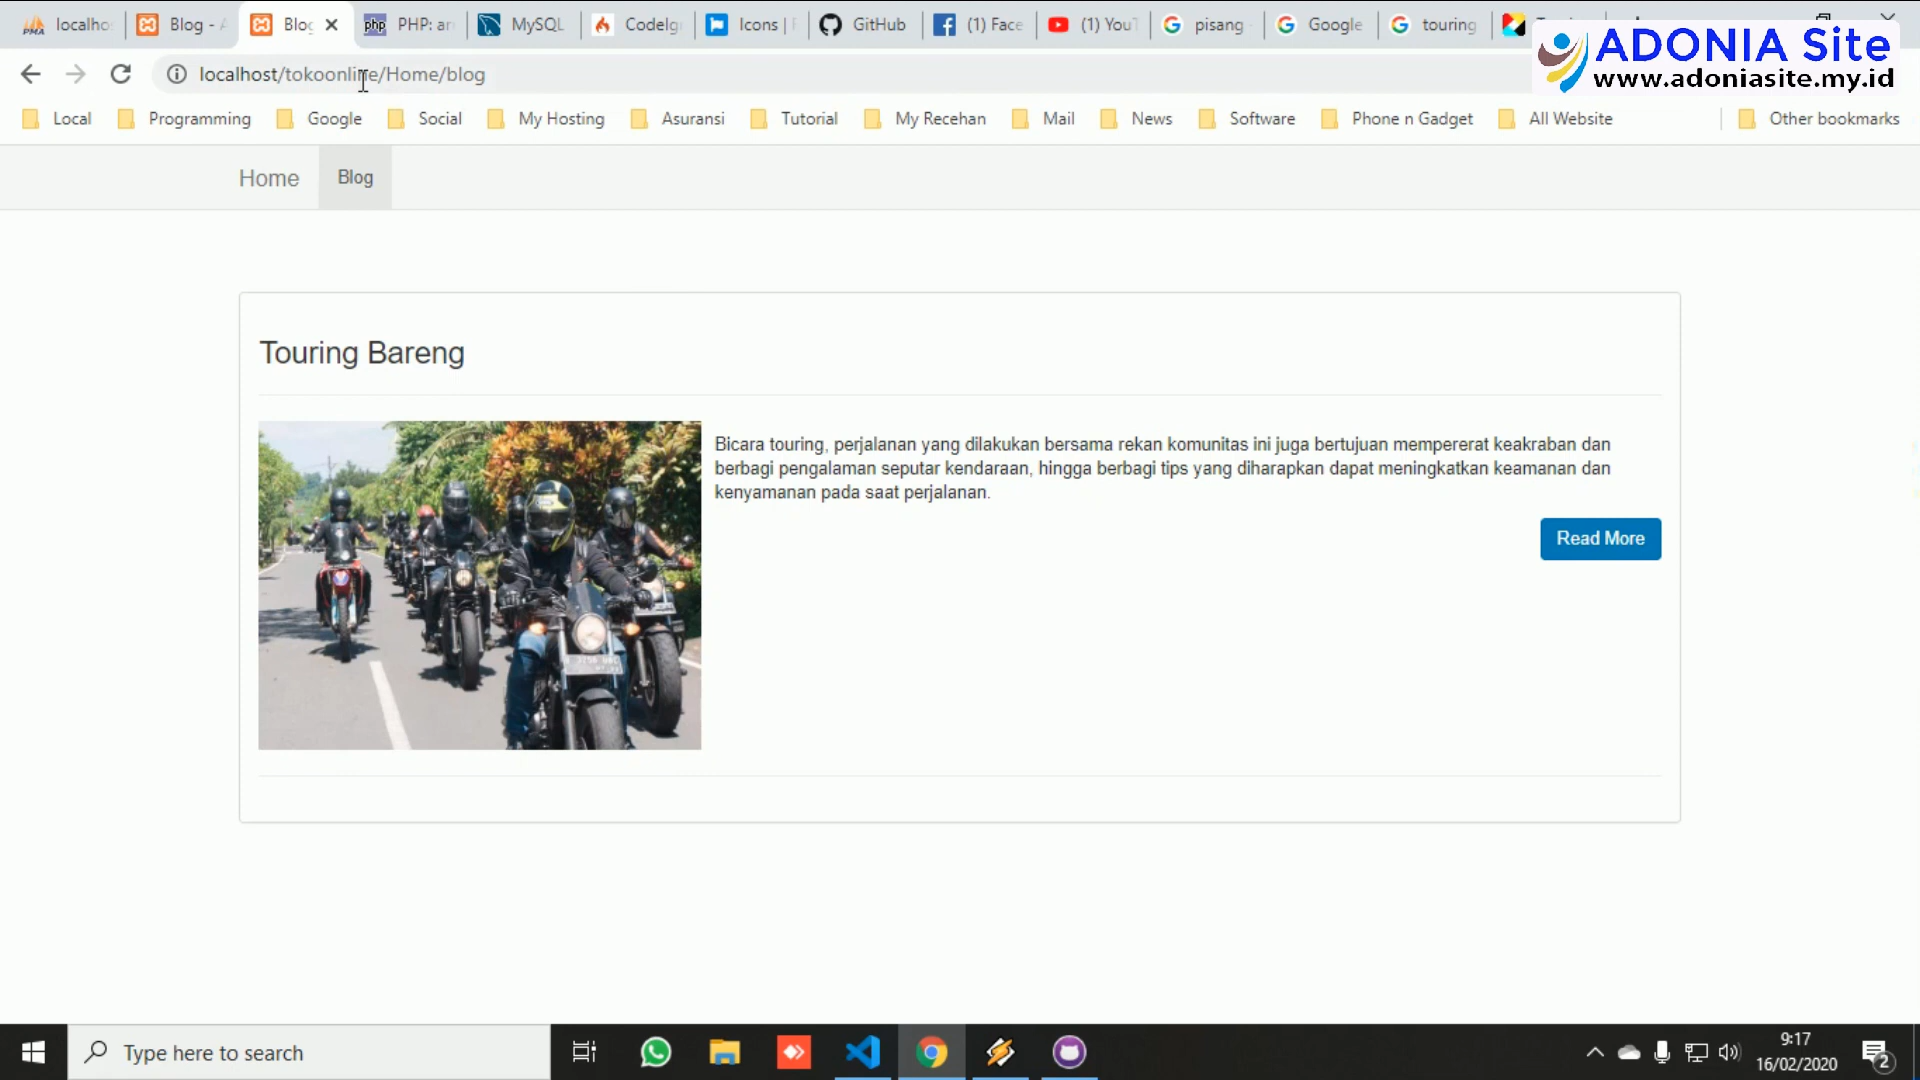 localho
Blog - A
Blog
PHP: arr
MySQL
CodeIgn
Icons |
GitHub
(1) Face
(1) YouT
pisang
Google
touring
ADONIA Site
www.adoniasite.my.id
localhost/tokoonline/Home/blog
Local
Programming
Google
Social
My Hosting
Asuransi
Tutorial
My Recehan
Mail
News
Software
Phone n Gadget
All Website
Other bookmarks
Home
Blog
Touring Bareng
Bicara touring, perjalanan yang dilakukan bersama rekan komunitas ini juga bertujuan mempererat keakraban dan
berbagi pengalaman seputar kendaraan, hingga berbagi tips yang diharapkan dapat meningkatkan keamanan dan
kenyamanan pada saat perjalanan.
Read More
Type here to search
9:17
16/02/2020
2